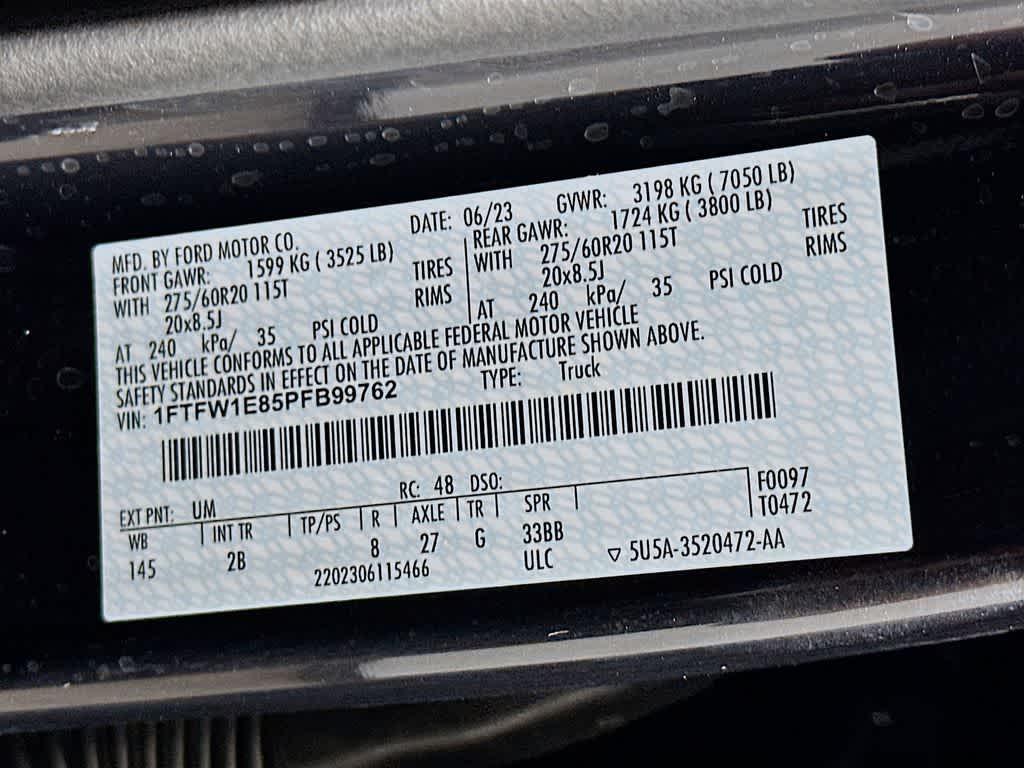 DATE: 06/23 GVWR: 3198 KG ( 7050 LB)
MFD. BY FORD MOTOR CO.
FRONT GAWR: 1599 KG ( 3525 LB) REAR GAWR: 1724 KG ( 3800 LB)
WITH 275/60R20 115T TIRES WITH 275/60R20 115T TIRES
20x8.5J RIMS 20x8.5J RIMS
AT 240 kPa/ 35 PSI COLD AT 240 kPa/ 35 PSI COLD
THIS VEHICLE CONFORMS TO ALL APPLICABLE FEDERAL MOTOR VEHICLE
SAFETY STANDARDS IN EFFECT ON THE DATE OF MANUFACTURE SHOWN ABOVE.
VIN: 1FTFW1E85PFB99762 TYPE: Truck
EXT PNT: UM RC: 48 DSO: F0097
WB INT TR TP/PS R AXLE TR SPR T0472
145 2B 8 27 G 33BB
2202306115466 ULC ▽ 5U5A-3520472-AA